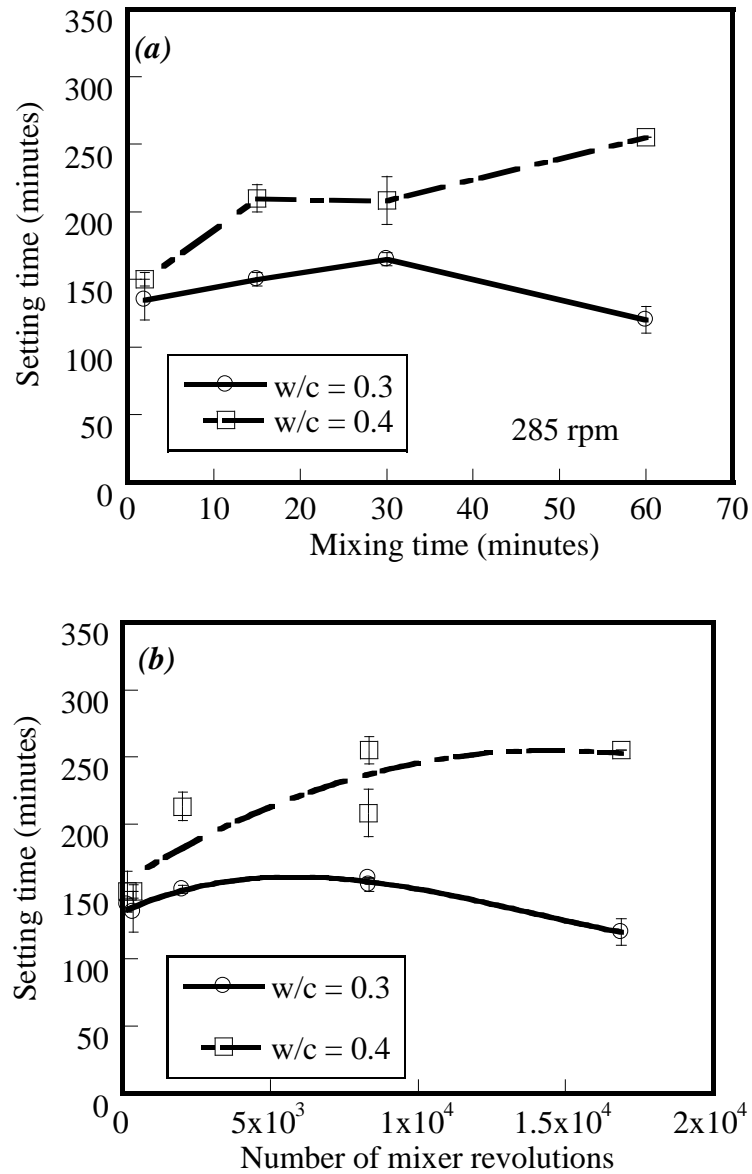 (a)
350
300
250
200
150
100
50
0
Setting time (minutes)
w/c = 0.3
w/c = 0.4
285 rpm
0 10 20 30 40 50 60 70
Mixing time (minutes)
(b)
350
300
250
200
150
100
50
0
Setting time (minutes)
w/c = 0.3
w/c = 0.4
0 5x10³ 1x10⁴ 1.5x10⁴ 2x10⁴
Number of mixer revolutions